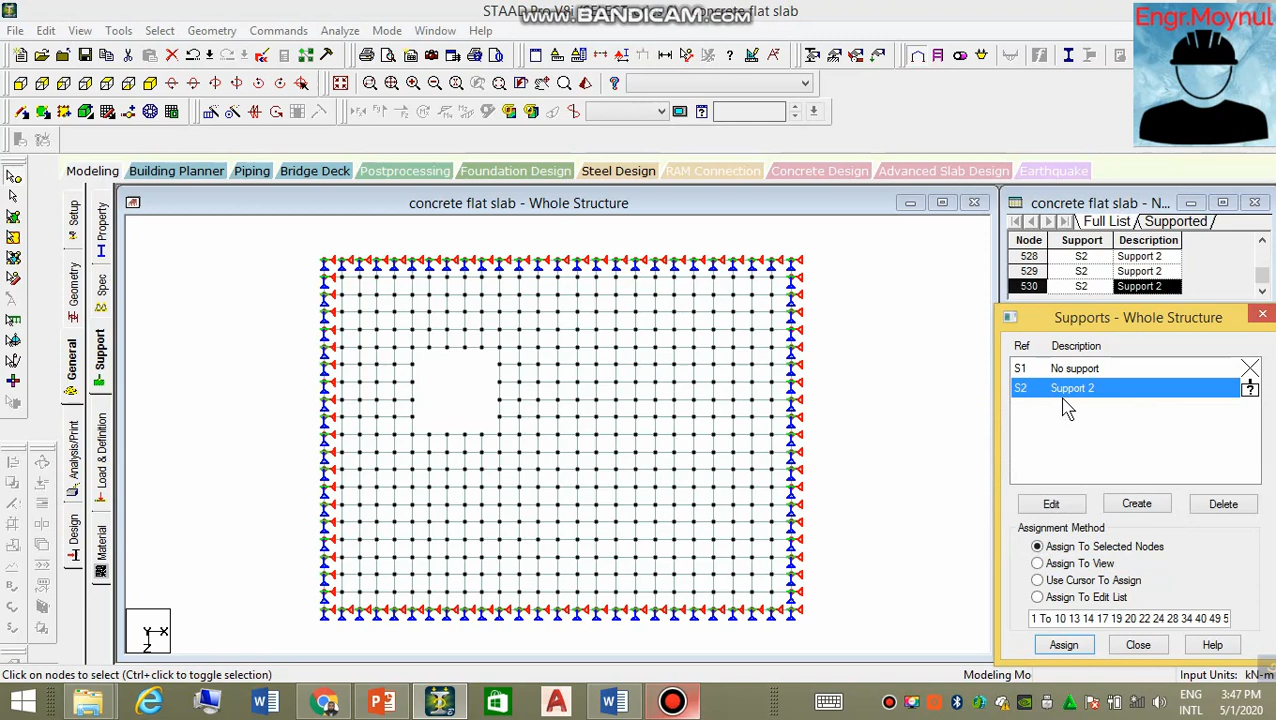 STAAD.Pro V8i (SELECT
concrete flat slab
www.BANDICAM.com
Engr.Moynul
File Edit View Tools Select Geometry Commands Analyze Mode Window Help
Modeling Building Planner Piping Bridge Deck Postprocessing Foundation Design Steel Design RAM Connection Concrete Design Advanced Slab Design Earthquake
concrete flat slab - Whole Structure
concrete flat slab - N...
Full List Supported
Node Support Description
528 S2 Support 2
529 S2 Support 2
530 S2 Support 2
Setup
Geometry
General
Analysis/Print
Design
Property
Spec
Support
Load & Definition
Material
Supports - Whole Structure
Ref Description
S1 No support
S2 Support 2
Edit Create Delete
Assignment Method
Assign To Selected Nodes
Assign To View
Use Cursor To Assign
Assign To Edit List
1 To 10 13 14 17 19 20 22 24 28 34 40 49 5
Assign Close Help
Y X
Z
Click on nodes to select (Ctrl+click to toggle selection)
Modeling Mo
Input Units: kN-m
ENG
INTL
3:47 PM
5/1/2020